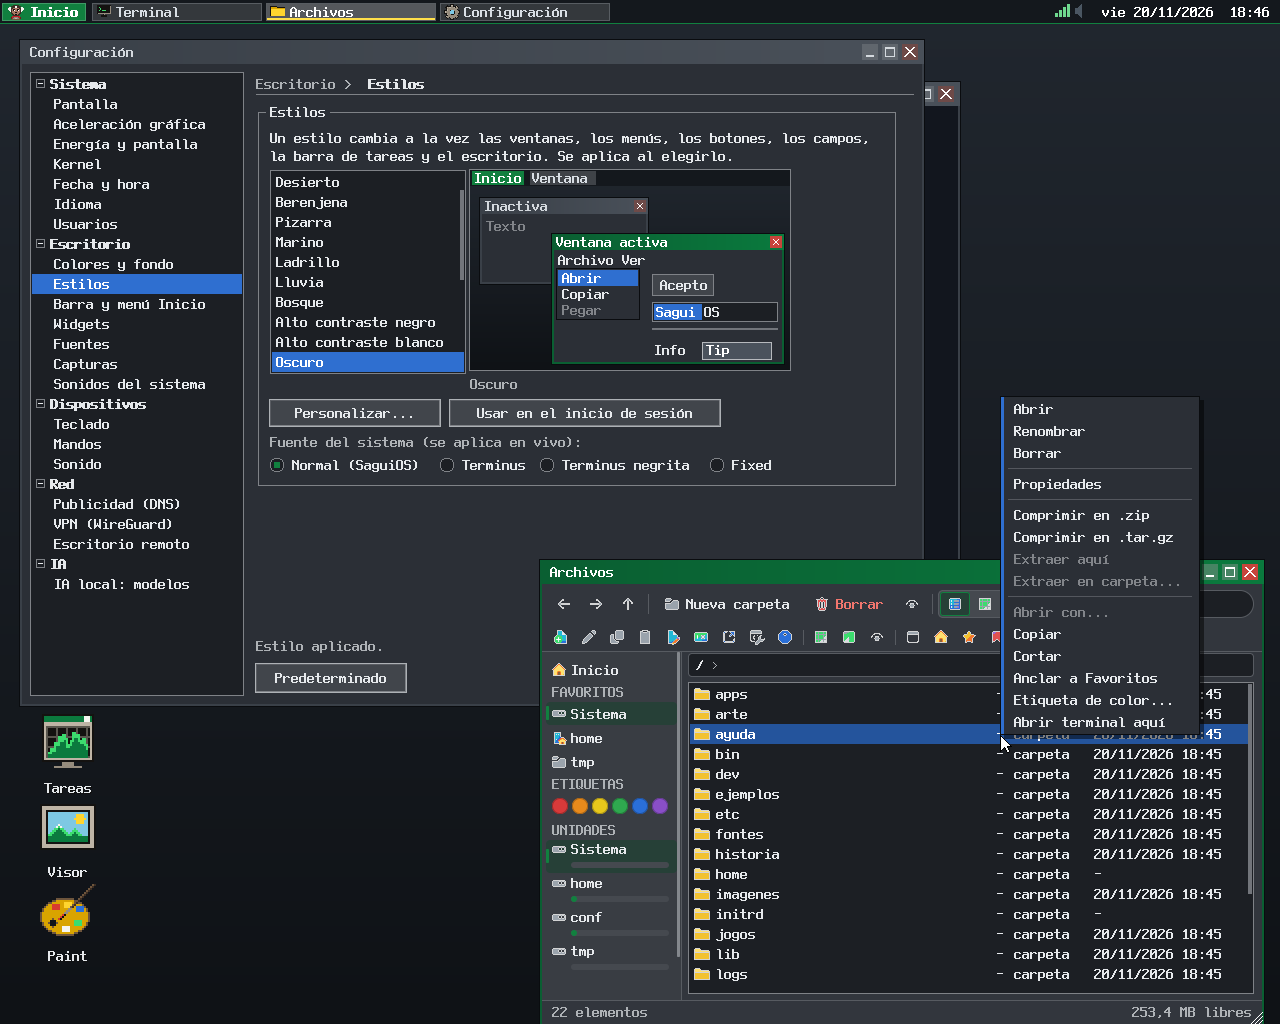 Inicio Terminal Archivos Configuración vie 20/11/2026 18:46
Configuración
Sistema
Pantalla
Aceleración gráfica
Energía y pantalla
Kernel
Fecha y hora
Idioma
Usuarios
Escritorio
Colores y fondo
Estilos
Barra y menú Inicio
Widgets
Fuentes
Capturas
Sonidos del sistema
Dispositivos
Teclado
Mandos
Sonido
Red
Publicidad (DNS)
VPN (WireGuard)
Escritorio remoto
IA
IA local: modelos
Escritorio > Estilos
Estilos
Un estilo cambia a la vez las ventanas, los menús, los botones, los campos,
la barra de tareas y el escritorio. Se aplica al elegirlo.
Desierto
Berenjena
Pizarra
Marino
Ladrillo
Lluvia
Bosque
Alto contraste negro
Alto contraste blanco
Oscuro
Inicio Ventana
Inactiva
Texto
Ventana activa
Archivo Ver
Abrir
Copiar
Pegar
Acepto
Sagui OS
Info Tip
Oscuro
Personalizar... Usar en el inicio de sesión
Fuente del sistema (se aplica en vivo):
Normal (SaguiOS) Terminus Terminus negrita Fixed
Estilo aplicado.
Predeterminado
Tareas
Visor
Paint
Archivos
Nueva carpeta Borrar
Inicio
FAVORITOS
Sistema
home
tmp
ETIQUETAS
UNIDADES
Sistema
home
conf
tmp
/ >
apps :45
arte :45
ayuda - carpeta 20/11/2026 18:45
bin - carpeta 20/11/2026 18:45
dev - carpeta 20/11/2026 18:45
ejemplos - carpeta 20/11/2026 18:45
etc - carpeta 20/11/2026 18:45
fontes - carpeta 20/11/2026 18:45
historia - carpeta 20/11/2026 18:45
home - carpeta -
imagenes - carpeta 20/11/2026 18:45
initrd - carpeta -
jogos - carpeta 20/11/2026 18:45
lib - carpeta 20/11/2026 18:45
logs - carpeta 20/11/2026 18:45
22 elementos 253,4 MB libres
Abrir
Renombrar
Borrar
Propiedades
Comprimir en .zip
Comprimir en .tar.gz
Extraer aquí
Extraer en carpeta...
Abrir con...
Copiar
Cortar
Anclar a Favoritos
Etiqueta de color...
Abrir terminal aquí